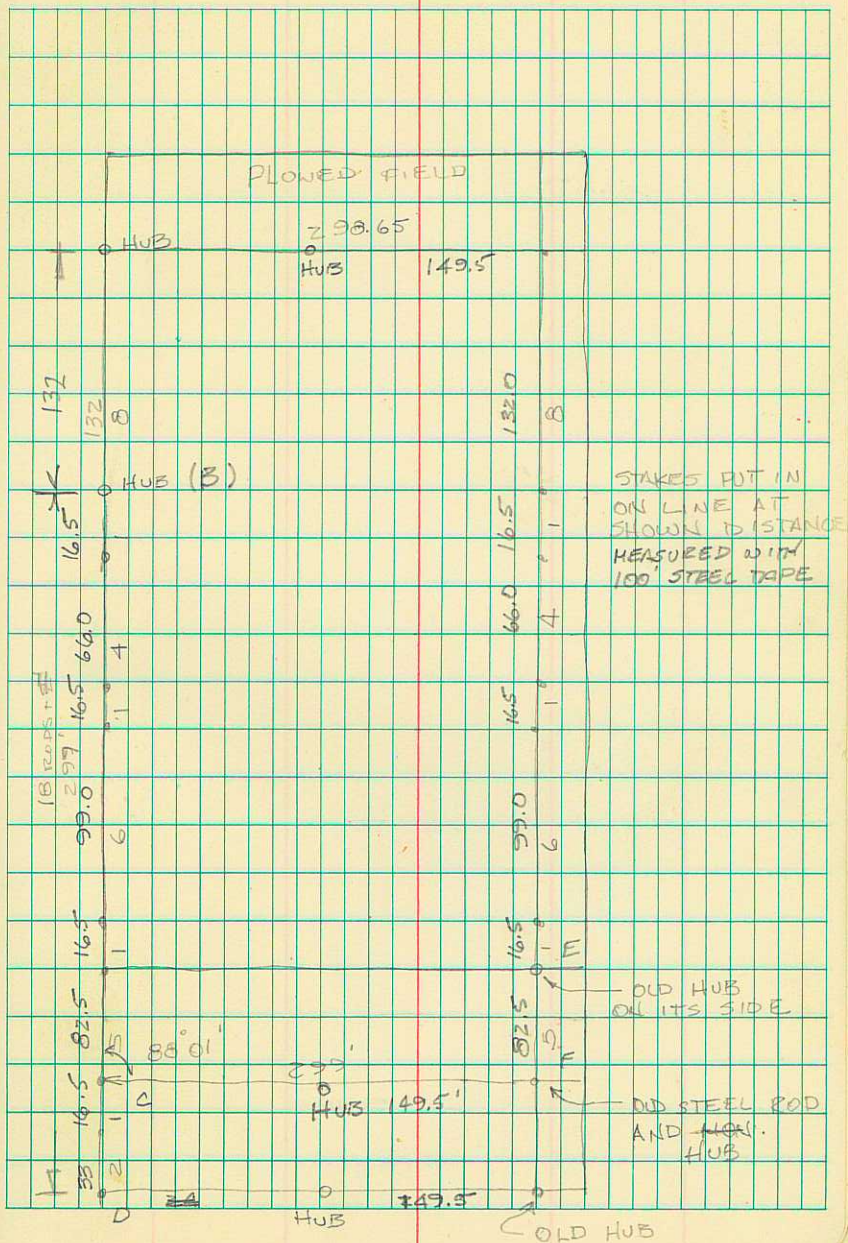 PLOWED FIELD
298.65
HUB
HUB
149.5
132
132
8
132.0
8
HUB (B)
STAKES PUT IN
ON LINE AT
SHOWN DISTANCE
MEASURED WITH
100' STEEL TAPE
16.5
1
16.5
1
66.0
4
66.0
4
18 RODS +
299'
16.5
1
16.5
1
99.0
6
99.0
6
16.5
1
16.5
1
E
OLD HUB
ON ITS SIDE
82.5
5
88°01'
299'
82.5
5
F
C
HUB
149.5'
OLD STEEL ROD
AND MON.
HUB
16.5
1
33
2
D
HUB
149.5
OLD HUB